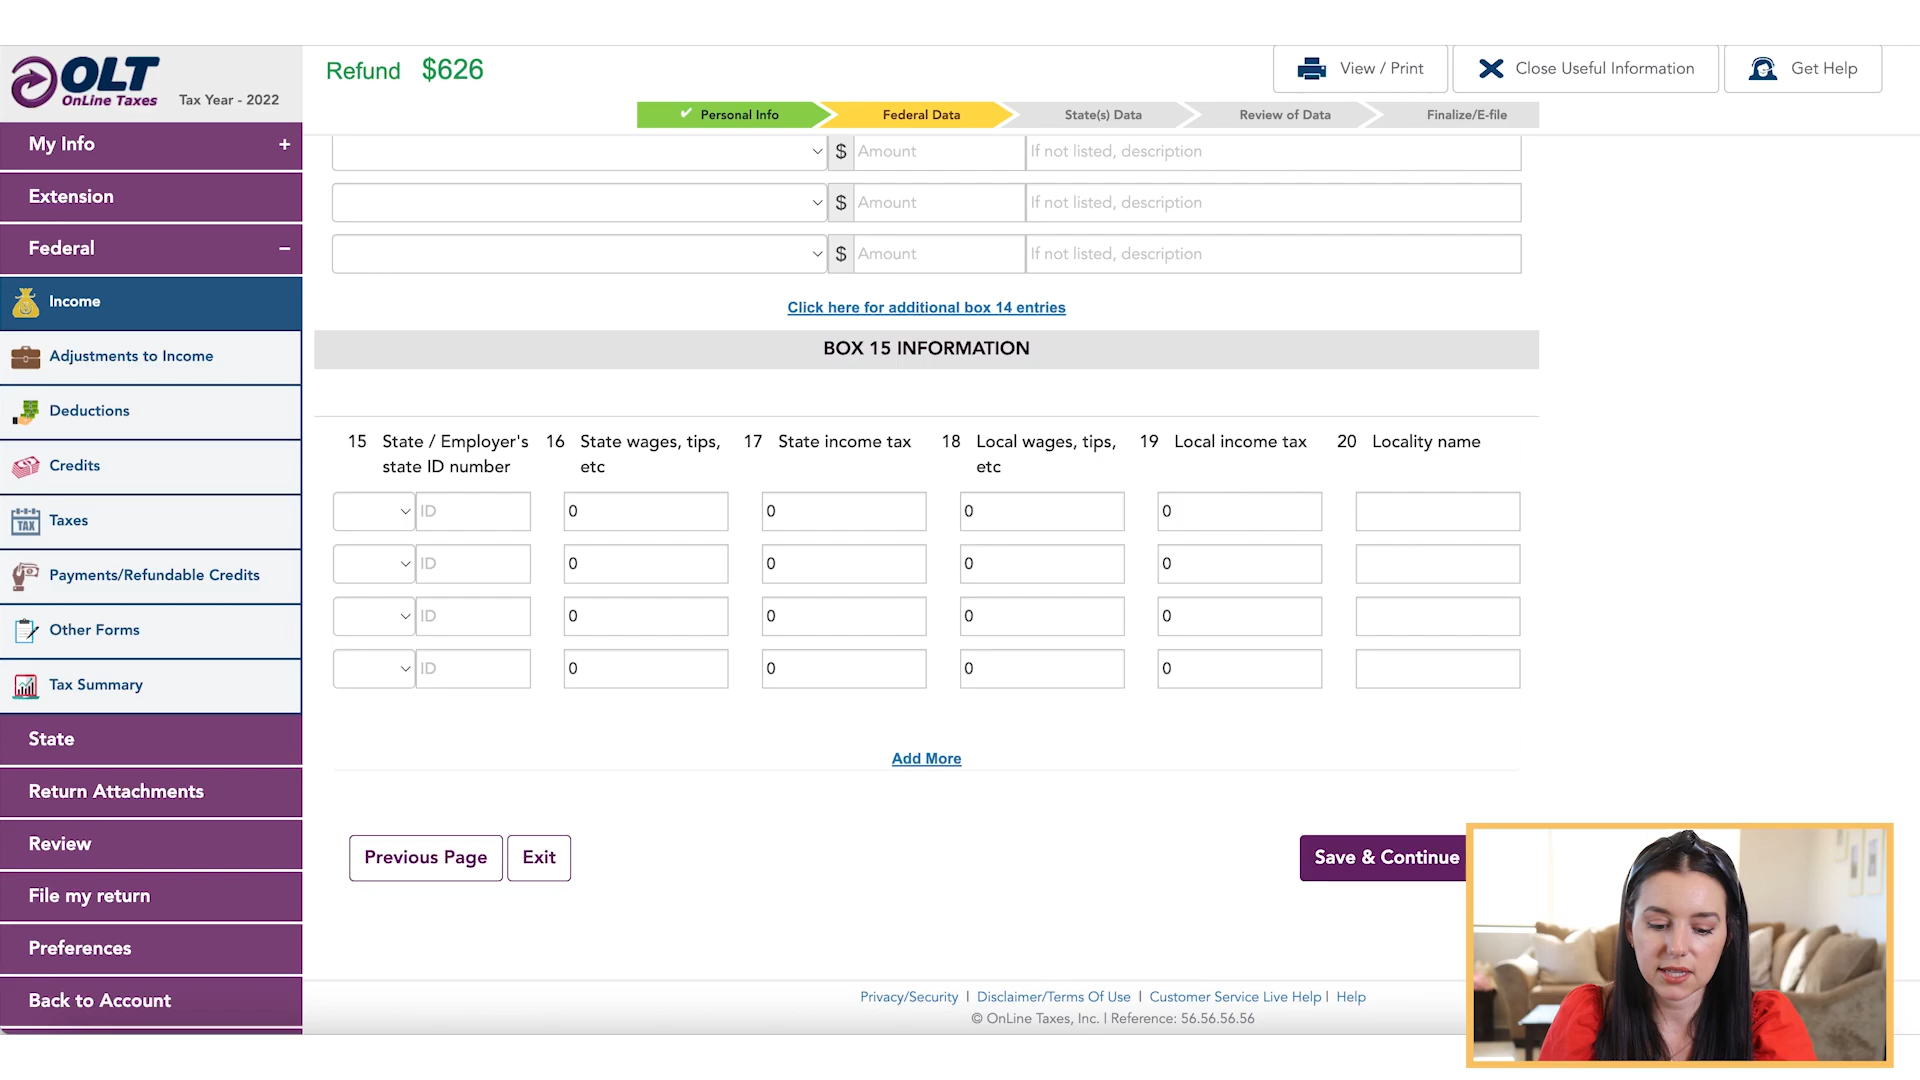 OLT
OnLine Taxes
Tax Year - 2022
Refund $626
View / Print
Close Useful Information
Get Help
Personal Info
Federal Data
State(s) Data
Review of Data
Finalize/E-file
My Info +
Extension
Federal −
Income
Adjustments to Income
Deductions
Credits
TAX
Taxes
Payments/Refundable Credits
Other Forms
Tax Summary
State
Return Attachments
Review
File my return
Preferences
Back to Account
$ Amount If not listed, description
$ Amount If not listed, description
$ Amount If not listed, description
Click here for additional box 14 entries
BOX 15 INFORMATION
15 State / Employer's state ID number
16 State wages, tips, etc
17 State income tax
18 Local wages, tips, etc
19 Local income tax
20 Locality name
ID 0 0 0 0
ID 0 0 0 0
ID 0 0 0 0
ID 0 0 0 0
Add More
Previous Page
Exit
Save & Continue
Privacy/Security | Disclaimer/Terms Of Use | Customer Service Live Help | Help
© OnLine Taxes, Inc. | Reference: 56.56.56.56